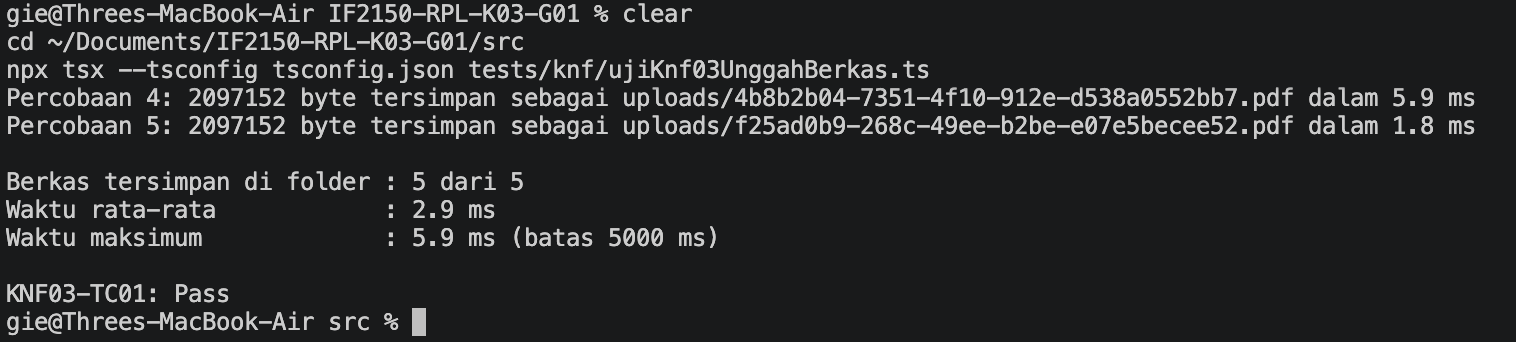 gie@Threes-MacBook-Air IF2150-RPL-K03-G01 % clear
cd ~/Documents/IF2150-RPL-K03-G01/src
npx tsx --tsconfig tsconfig.json tests/knf/ujiKnf03UnggahBerkas.ts
Percobaan 4: 2097152 byte tersimpan sebagai uploads/4b8b2b04-7351-4f10-912e-d538a0552bb7.pdf dalam 5.9 ms
Percobaan 5: 2097152 byte tersimpan sebagai uploads/f25ad0b9-268c-49ee-b2be-e07e5becee52.pdf dalam 1.8 ms
Berkas tersimpan di folder : 5 dari 5
Waktu rata-rata : 2.9 ms
Waktu maksimum : 5.9 ms (batas 5000 ms)
KNF03-TC01: Pass
gie@Threes-MacBook-Air src %